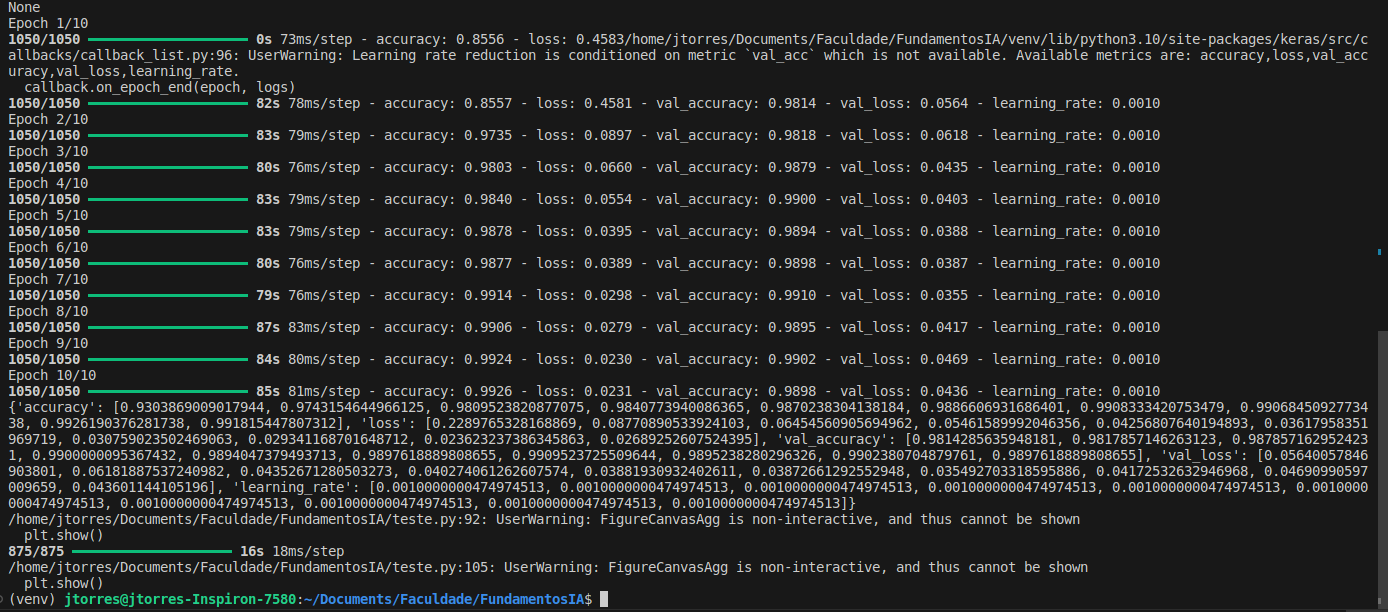 None
Epoch 1/10
1050/1050 0s 73ms/step - accuracy: 0.8556 - loss: 0.4583/home/jtorres/Documents/Faculdade/FundamentosIA/venv/lib/python3.10/site-packages/keras/src/c
allbacks/callback_list.py:96: UserWarning: Learning rate reduction is conditioned on metric `val_acc` which is not available. Available metrics are: accuracy,loss,val_acc
uracy,val_loss,learning_rate.
  callback.on_epoch_end(epoch, logs)
1050/1050 82s 78ms/step - accuracy: 0.8557 - loss: 0.4581 - val_accuracy: 0.9814 - val_loss: 0.0564 - learning_rate: 0.0010
Epoch 2/10
1050/1050 83s 79ms/step - accuracy: 0.9735 - loss: 0.0897 - val_accuracy: 0.9818 - val_loss: 0.0618 - learning_rate: 0.0010
Epoch 3/10
1050/1050 80s 76ms/step - accuracy: 0.9803 - loss: 0.0660 - val_accuracy: 0.9879 - val_loss: 0.0435 - learning_rate: 0.0010
Epoch 4/10
1050/1050 83s 79ms/step - accuracy: 0.9840 - loss: 0.0554 - val_accuracy: 0.9900 - val_loss: 0.0403 - learning_rate: 0.0010
Epoch 5/10
1050/1050 83s 79ms/step - accuracy: 0.9878 - loss: 0.0395 - val_accuracy: 0.9894 - val_loss: 0.0388 - learning_rate: 0.0010
Epoch 6/10
1050/1050 80s 76ms/step - accuracy: 0.9877 - loss: 0.0389 - val_accuracy: 0.9898 - val_loss: 0.0387 - learning_rate: 0.0010
Epoch 7/10
1050/1050 79s 76ms/step - accuracy: 0.9914 - loss: 0.0298 - val_accuracy: 0.9910 - val_loss: 0.0355 - learning_rate: 0.0010
Epoch 8/10
1050/1050 87s 83ms/step - accuracy: 0.9906 - loss: 0.0279 - val_accuracy: 0.9895 - val_loss: 0.0417 - learning_rate: 0.0010
Epoch 9/10
1050/1050 84s 80ms/step - accuracy: 0.9924 - loss: 0.0230 - val_accuracy: 0.9902 - val_loss: 0.0469 - learning_rate: 0.0010
Epoch 10/10
1050/1050 85s 81ms/step - accuracy: 0.9926 - loss: 0.0231 - val_accuracy: 0.9898 - val_loss: 0.0436 - learning_rate: 0.0010
{'accuracy': [0.9303869009017944, 0.9743154644966125, 0.9809523820877075, 0.9840773940086365, 0.9870238304138184, 0.9886606931686401, 0.9908333420753479, 0.99068450927734
38, 0.9926190376281738, 0.991815447807312], 'loss': [0.2289765328168869, 0.08770890533924103, 0.06454560905694962, 0.05461589992046356, 0.04256807640194893, 0.03617958351
969719, 0.030759023502469063, 0.029341168701648712, 0.023623237386345863, 0.02689252607524395], 'val_accuracy': [0.9814285635948181, 0.9817857146263123, 0.98785716295242​31
1, 0.9900000095367432, 0.9894047379493713, 0.9897618889808655, 0.9909523725509644, 0.9895238280296326, 0.9902380704879761, 0.9897618889808655], 'val_loss': [0.05640057846
903801, 0.06181887537240982, 0.04352671280503273, 0.040274061262607574, 0.03881930932402611, 0.03872661292552948, 0.035492703318595886, 0.04172532632946968, 0.04690990597
009659, 0.043601144105196], 'learning_rate': [0.0010000000474974513, 0.0010000000474974513, 0.0010000000474974513, 0.0010000000474974513, 0.0010000000474974513, 0.0010000
000474974513, 0.0010000000474974513, 0.0010000000474974513, 0.0010000000474974513, 0.0010000000474974513]}
/home/jtorres/Documents/Faculdade/FundamentosIA/teste.py:92: UserWarning: FigureCanvasAgg is non-interactive, and thus cannot be shown
  plt.show()
875/875 16s 18ms/step
/home/jtorres/Documents/Faculdade/FundamentosIA/teste.py:105: UserWarning: FigureCanvasAgg is non-interactive, and thus cannot be shown
  plt.show()
(venv) jtorres@jtorres-Inspiron-7580:~/Documents/Faculdade/FundamentosIA$